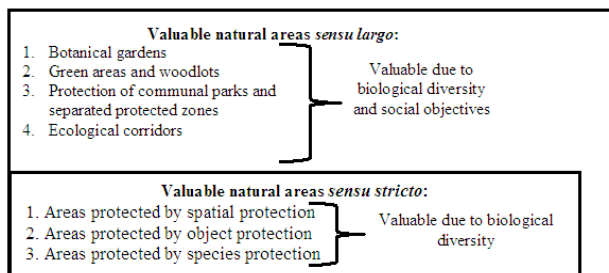 Valuable natural areas sensu largo:
1. Botanical gardens
2. Green areas and woodlots
3. Protection of communal parks and
separated protected zones
4. Ecological corridors
Valuable due to
biological diversity
and social objectives
Valuable natural areas sensu stricto:
1. Areas protected by spatial protection
2. Areas protected by object protection
3. Areas protected by species protection
Valuable due to biological
diversity